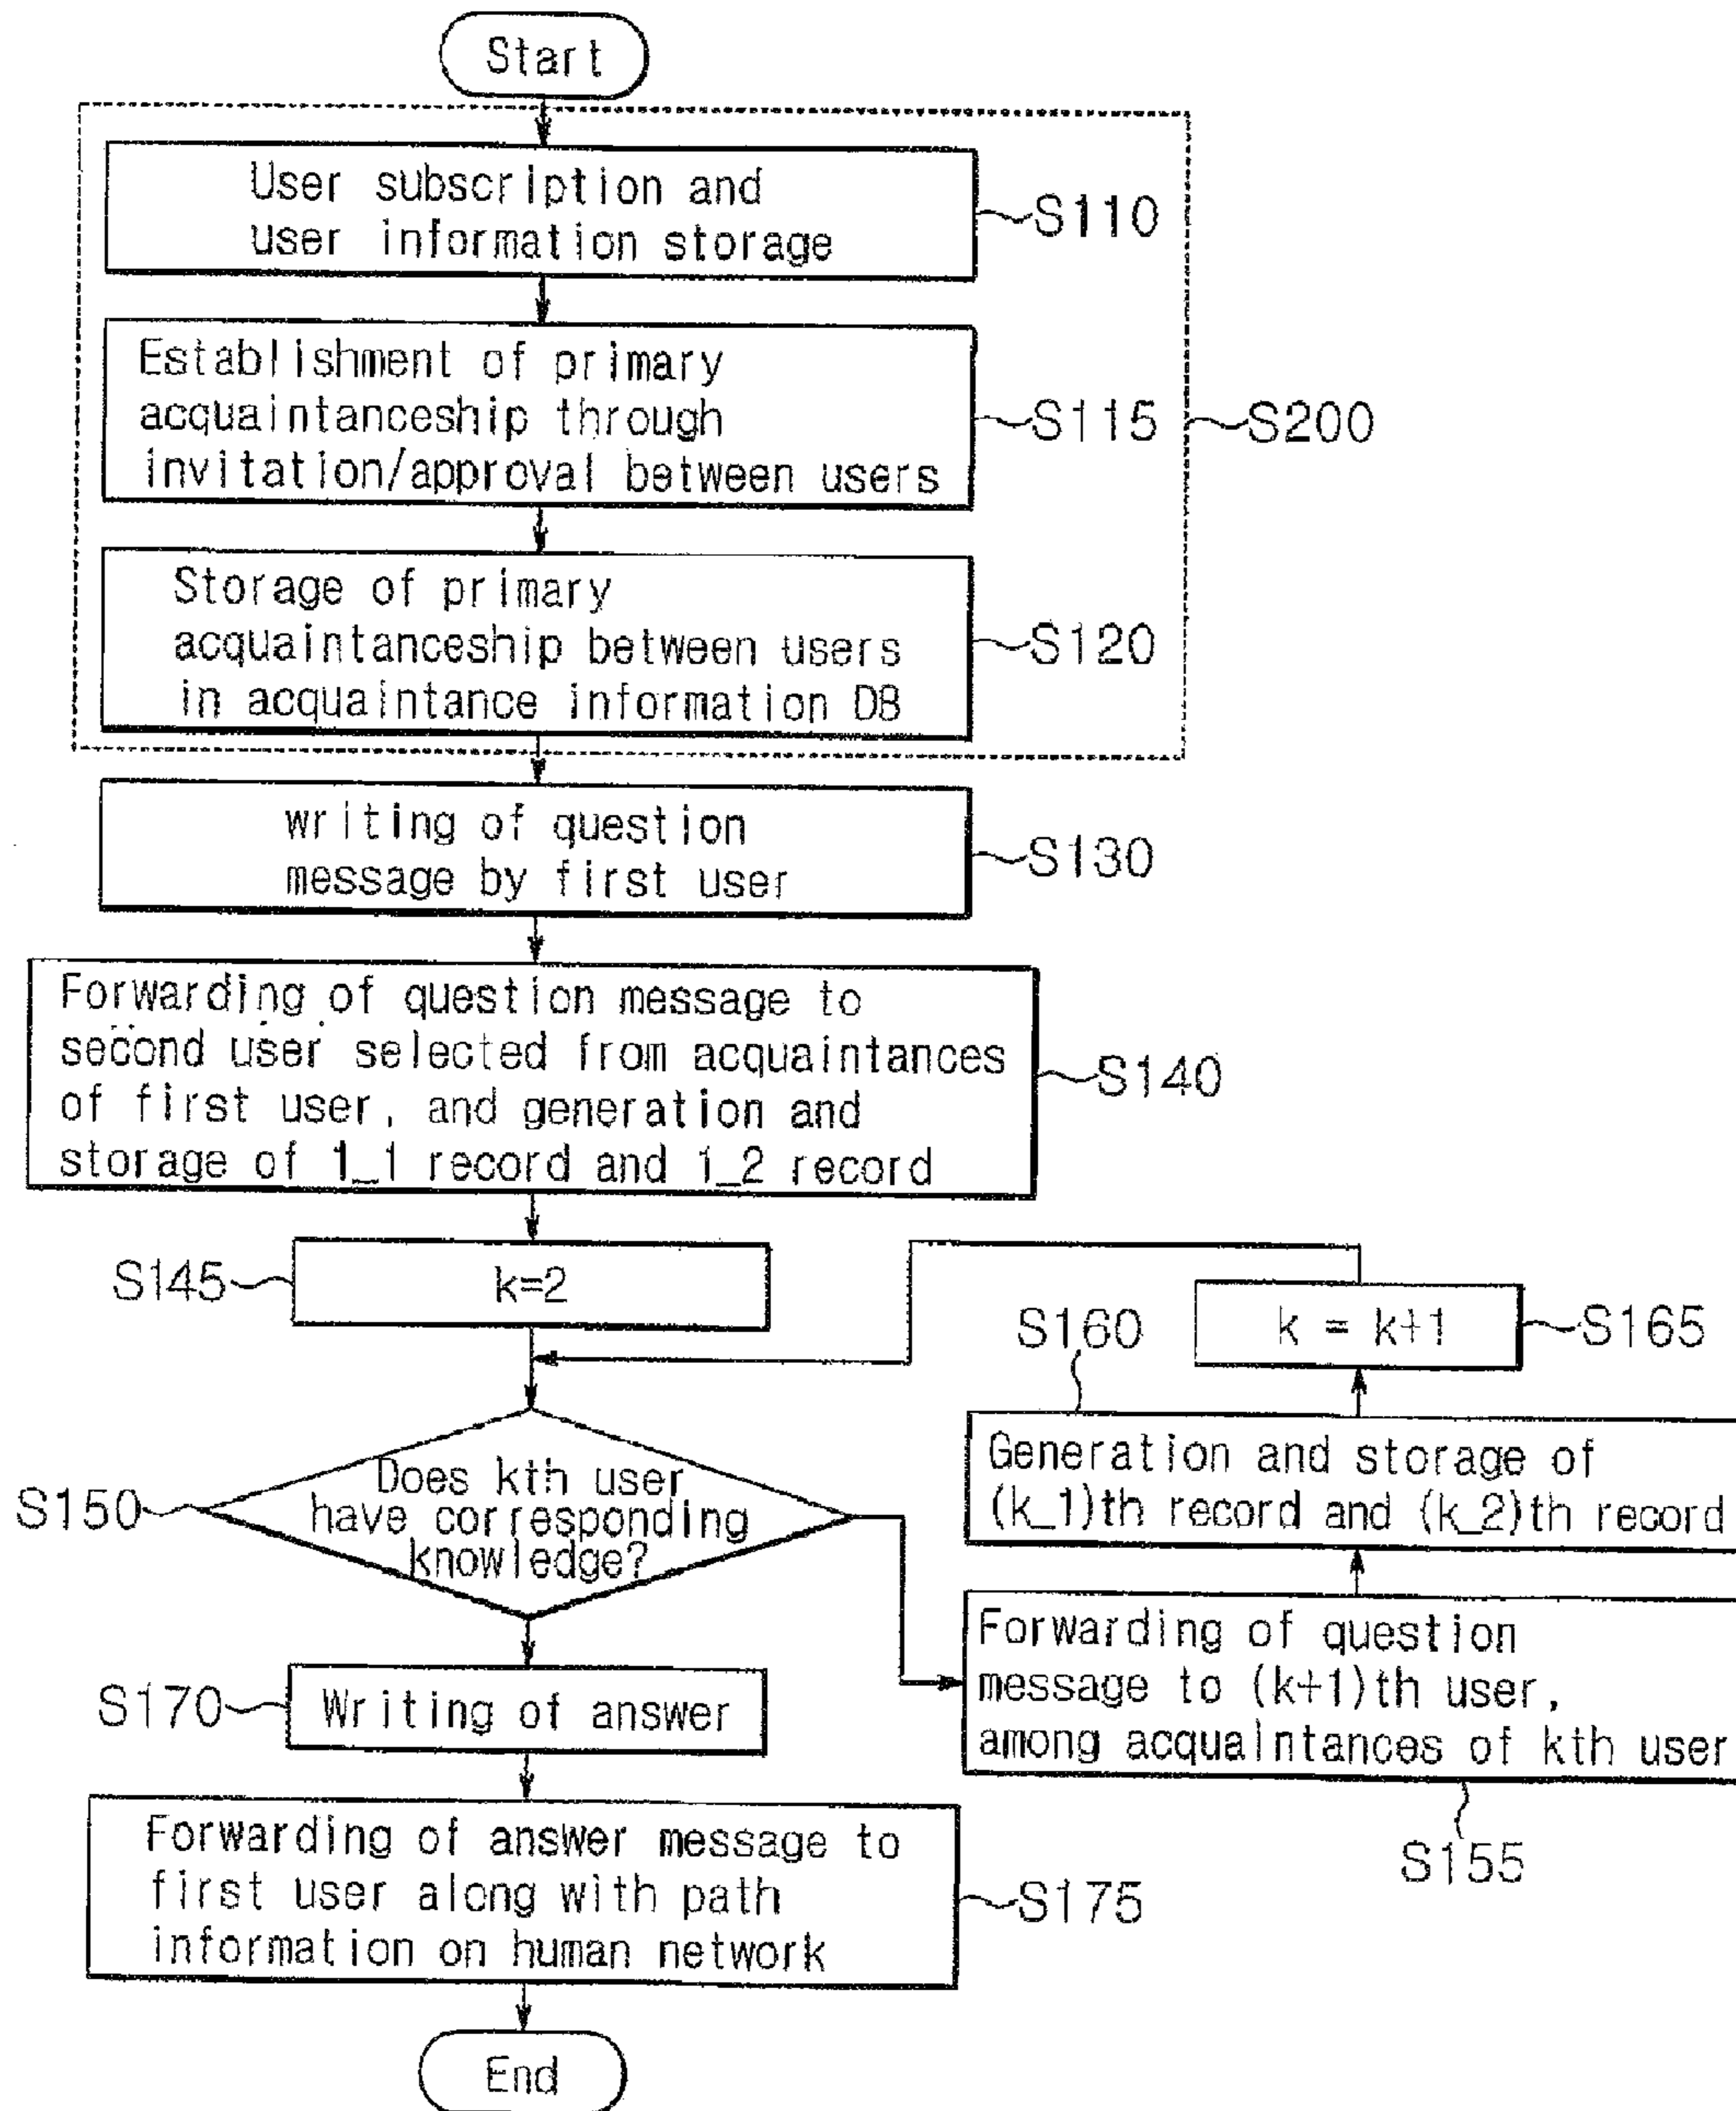 Start
User subscription and
user information storage
S110
Establishment of primary
acquaintanceship through
invitation/approval between users
S115
S200
Storage of primary
acquaintanceship between users
in acquaintance information DB
S120
writing of question
message by first user
S130
Forwarding of question message to
second user selected from acquaintances
of first user, and generation and
storage of 1_1 record and 1_2 record
S140
S145
k=2
S160
k = k+1
S165
Generation and storage of
(k_1)th record and (k_2)th record
S150
Does kth user
have corresponding
knowledge?
Forwarding of question
message to (k+1)th user,
among acquaintances of kth user
S155
S170
Writing of answer
Forwarding of answer message to
first user along with path
information on human network
S175
End